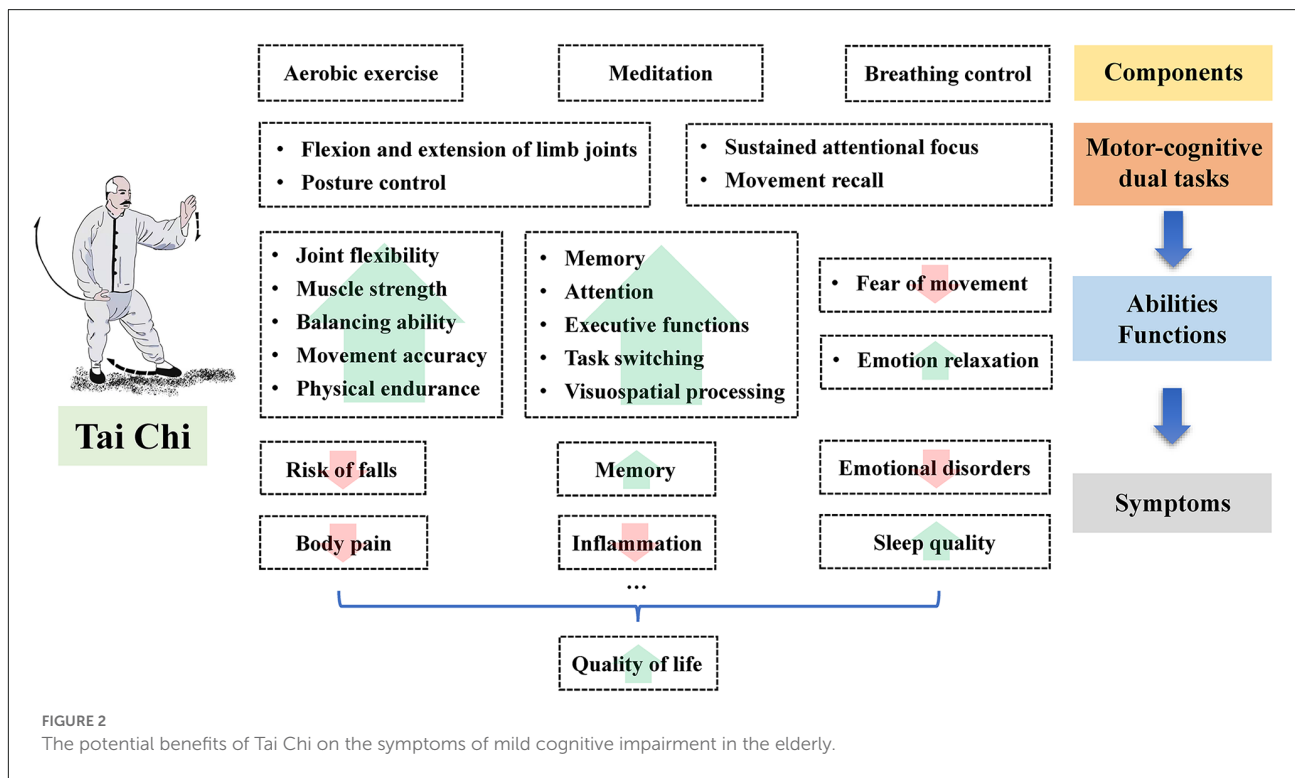 Aerobic exercise
Meditation
Breathing control
Components
• Flexion and extension of limb joints
• Posture control
• Sustained attentional focus
• Movement recall
Motor-cognitive
dual tasks
Tai Chi
• Joint flexibility
• Muscle strength
• Balancing ability
• Movement accuracy
• Physical endurance
• Memory
• Attention
• Executive functions
• Task switching
• Visuospatial processing
• Fear of movement
• Emotion relaxation
Abilities
Functions
Risk of falls
Memory
Emotional disorders
Symptoms
Body pain
Inflammation
Sleep quality
...
Quality of life
FIGURE 2
The potential benefits of Tai Chi on the symptoms of mild cognitive impairment in the elderly.